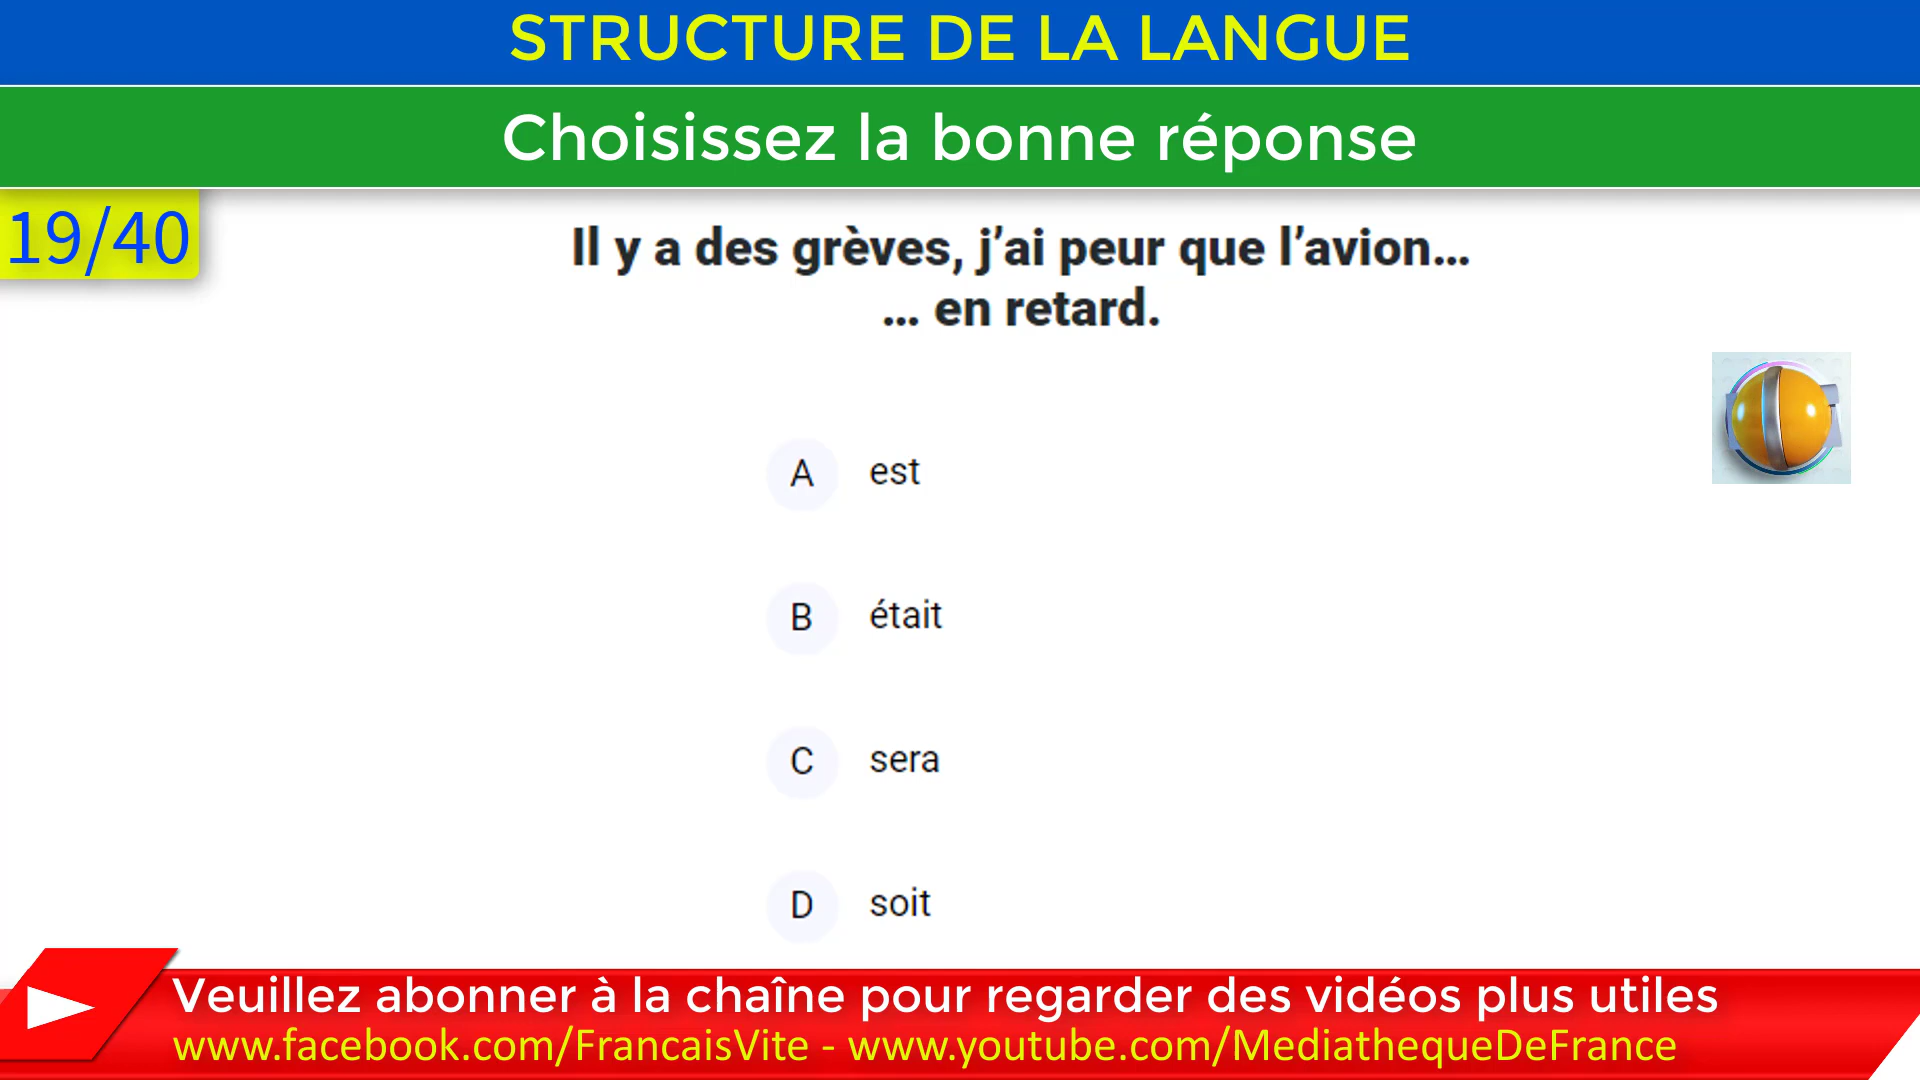 STRUCTURE DE LA LANGUE
Choisissez la bonne réponse
19/40
Il y a des grèves, j’ai peur que l’avion...
... en retard.
A est
B était
C sera
D soit
Veuillez abonner à la chaîne pour regarder des vidéos plus utiles
www.facebook.com/FrancaisVite - www.youtube.com/MediathequeDeFrance